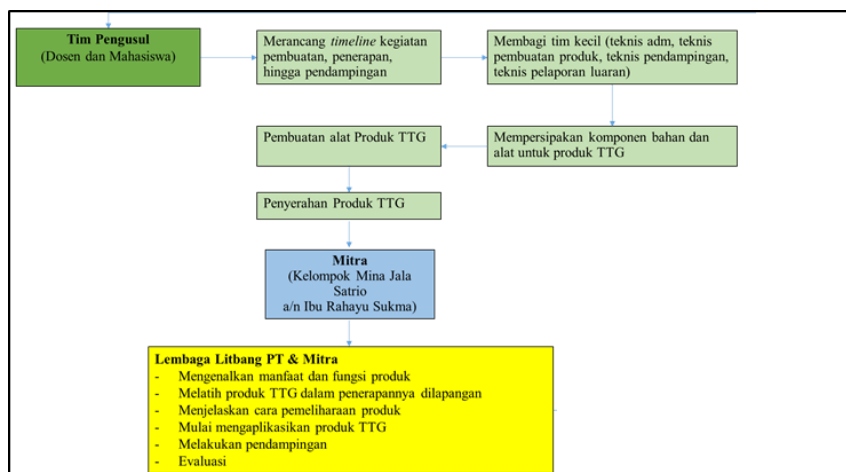 Tim Pengusul
(Dosen dan Mahasiswa)
Merancang timeline kegiatan
pembuatan, penerapan,
hingga pendampingan
Membagi tim kecil (teknis adm, teknis
pembuatan produk, teknis pendampingan,
teknis pelaporan luaran)
Mempersipakan komponen bahan dan
alat untuk produk TTG
Pembuatan alat Produk TTG
Penyerahan Produk TTG
Mitra
(Kelompok Mina Jala
Satrio
a/n Ibu Rahayu Sukma)
Lembaga Litbang PT & Mitra
- Mengenalkan manfaat dan fungsi produk
- Melatih produk TTG dalam penerapannya dilapangan
- Menjelaskan cara pemeliharaan produk
- Mulai mengaplikasikan produk TTG
- Melakukan pendampingan
- Evaluasi